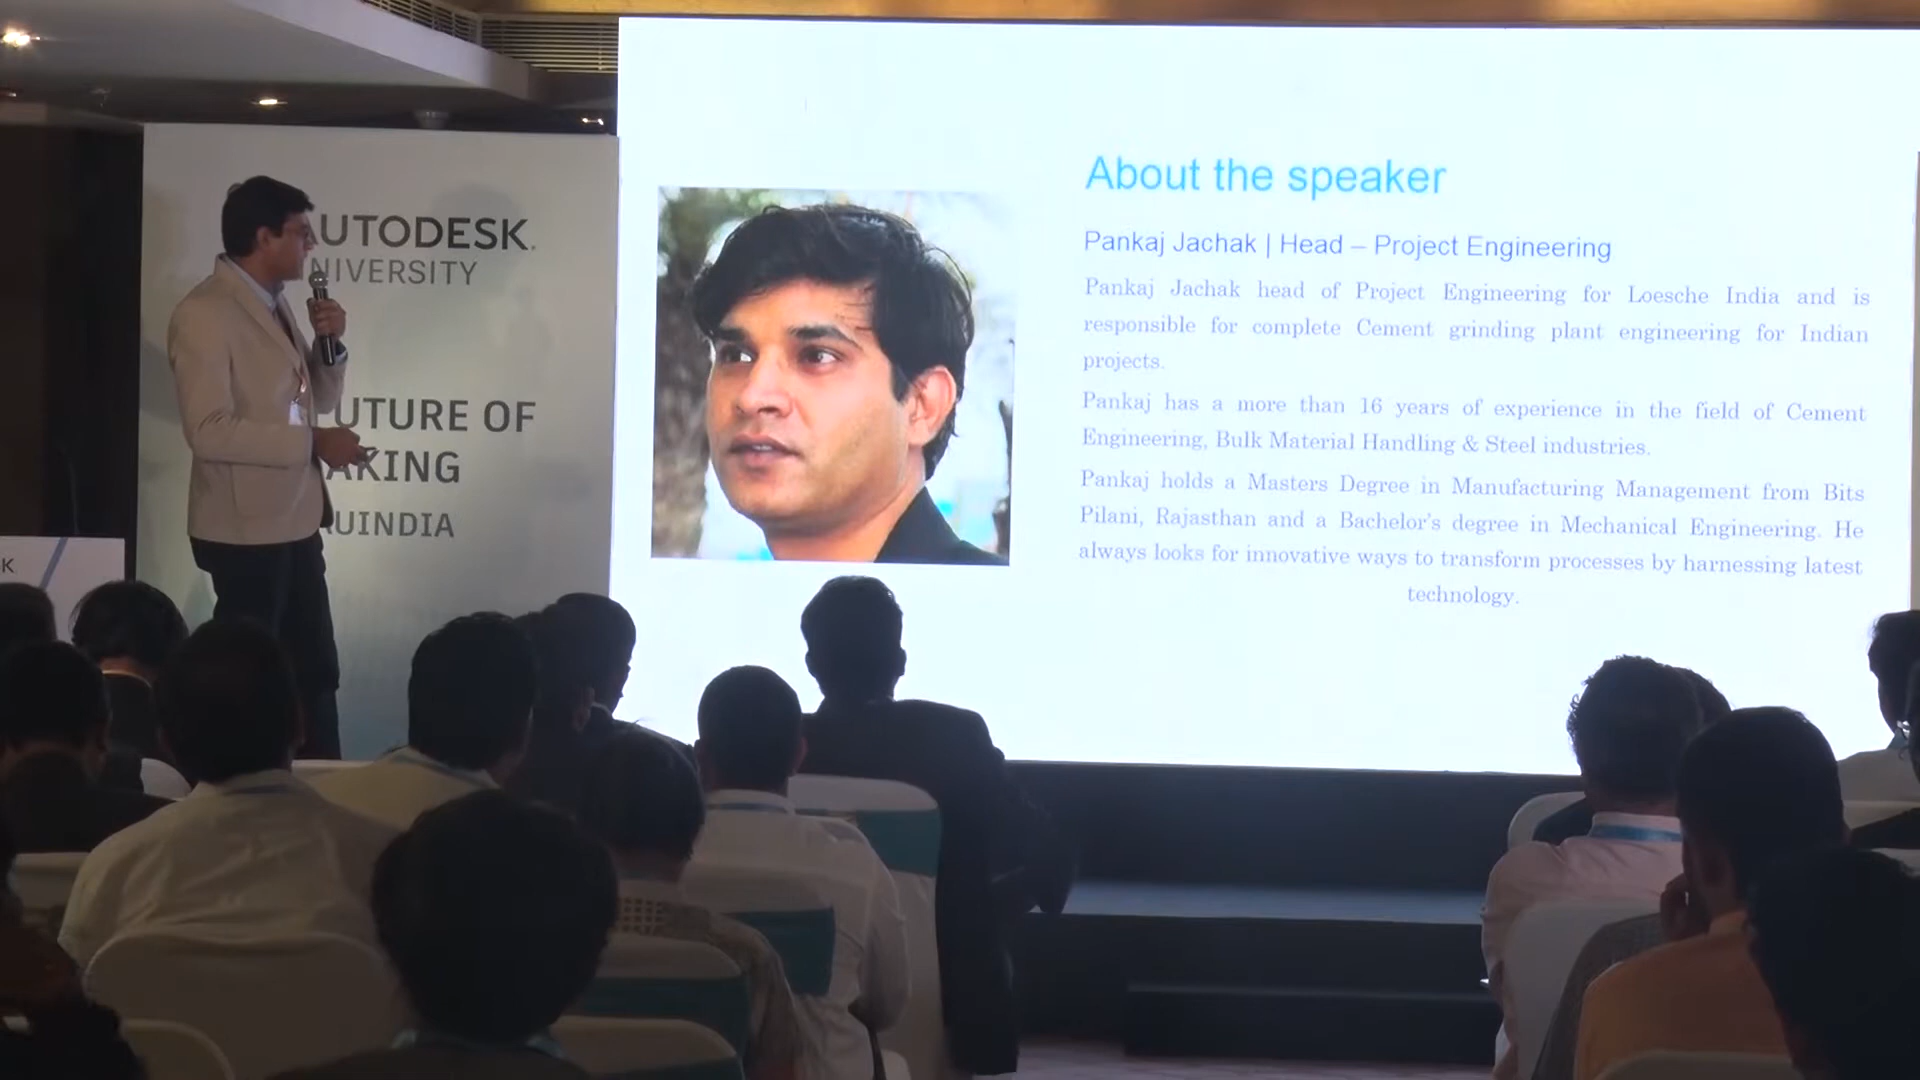 UTODESK.
NIVERSITY
UTURE OF
AKING
AUINDIA
K
About the speaker
Pankaj Jachak | Head – Project Engineering
Pankaj Jachak head of Project Engineering for Loesche India and is
responsible for complete Cement grinding plant engineering for Indian
projects.
Pankaj has a more than 16 years of experience in the field of Cement
Engineering, Bulk Material Handling & Steel industries.
Pankaj holds a Masters Degree in Manufacturing Management from Bits
Pilani, Rajasthan and a Bachelor's degree in Mechanical Engineering. He
always looks for innovative ways to transform processes by harnessing latest
technology.